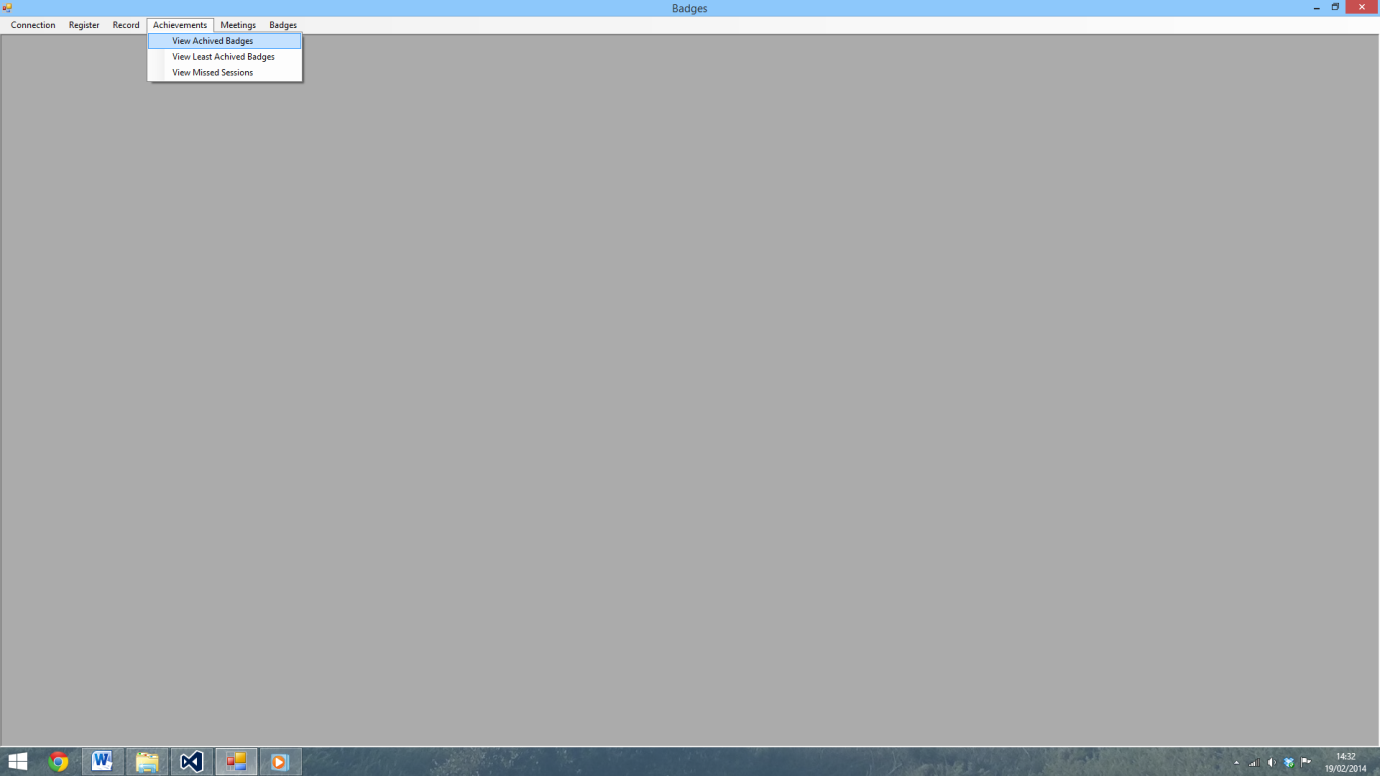 Badges
Connection Register Record Achievements Meetings Badges
View Achived Badges
View Least Achived Badges
View Missed Sessions
14:32
19/02/2014